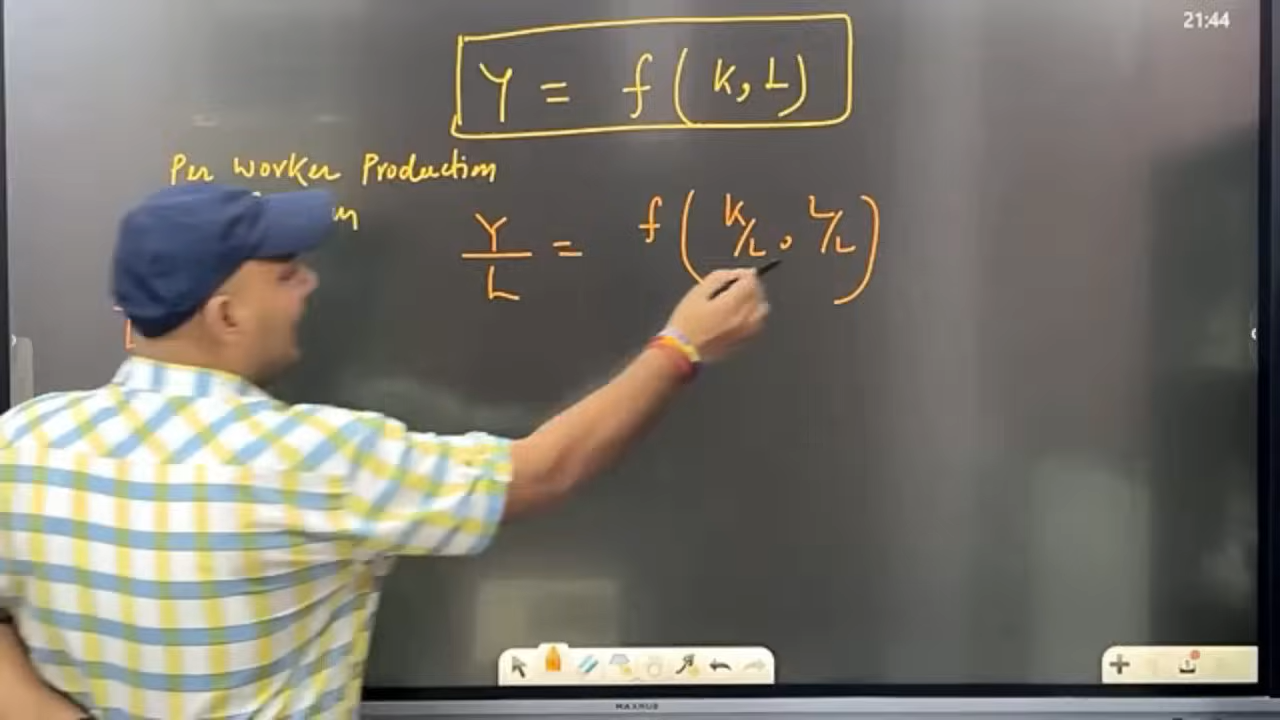 21:44
Y = f(K, L)
Per Worker Production
Y/L = f(K/L, L/L)
MAXHUB